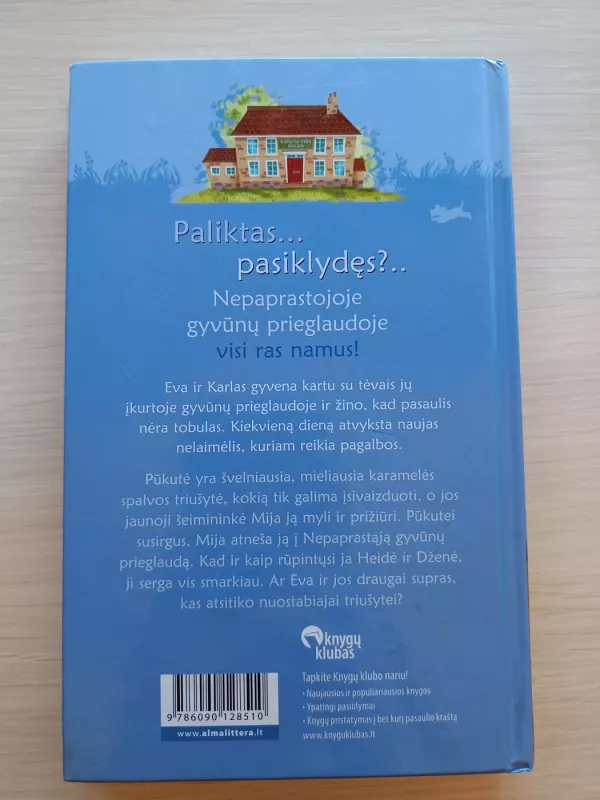 Paliktas...
pasiklydęs?..
Nepaprastojoje
gyvūnų prieglaudoje
visi ras namus!
Eva ir Karlas gyvena kartu su tėvais jų
įkurtoje gyvūnų prieglaudoje ir žino, kad pasaulis
nėra tobulas. Kiekvieną dieną atvyksta naujas
nelaimėlis, kuriam reikia pagalbos.
Pūkutė yra švelniausia, mieliausia karamelės
spalvos triušytė, kokią tik galima įsivaizduoti, o jos
jaunoji šeimininkė Mija ją myli ir prižiūri. Pūkutei
susirgus, Mija atneša ją į Nepaprastąją gyvūnų
prieglaudą. Kad ir kaip rūpintųsi ja Heidė ir Dženė,
ji serga vis smarkiau. Ar Eva ir jos draugai supras,
kas atsitiko nuostabiajai triušytei?
knygų
klubas
Tapkite Knygų klubo nariu!
• Naujausios ir populiariausios knygos
• Ypatingi pasiūlymai
• Knygų pristatymas į bet kurį pasaulio kraštą
www.knyguklubas.lt
9 786090 128510
www.almalittera.lt